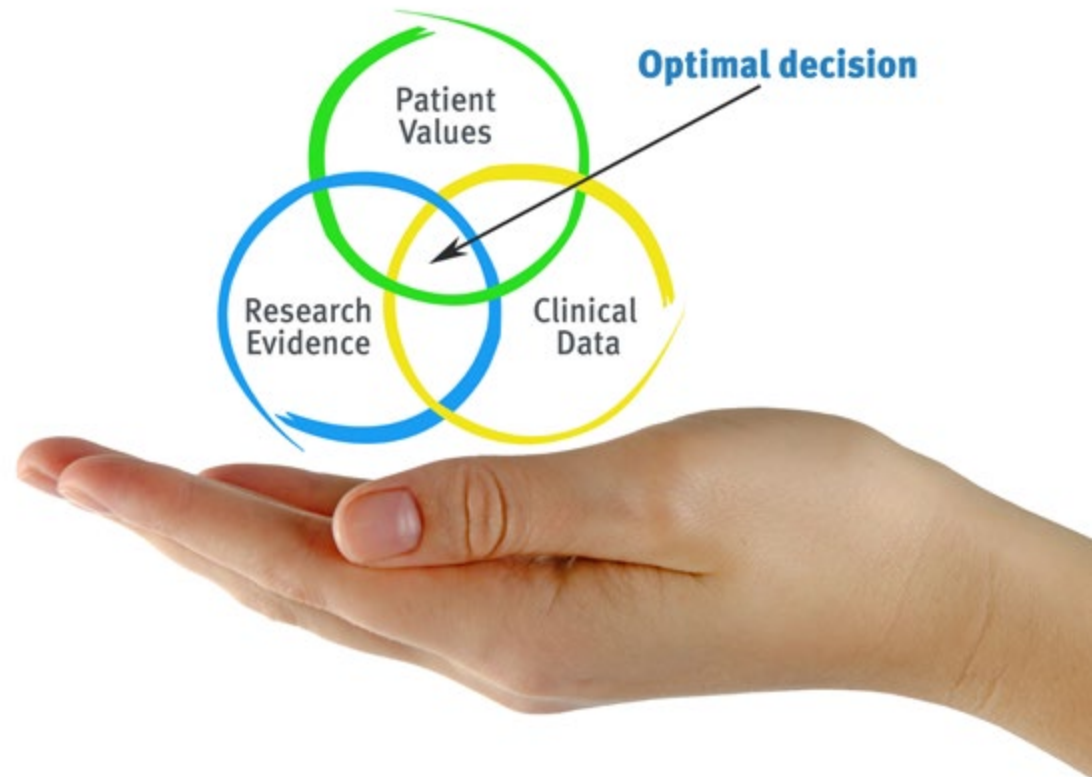 Optimal decision
Patient
Values
Research
Evidence
Clinical
Data